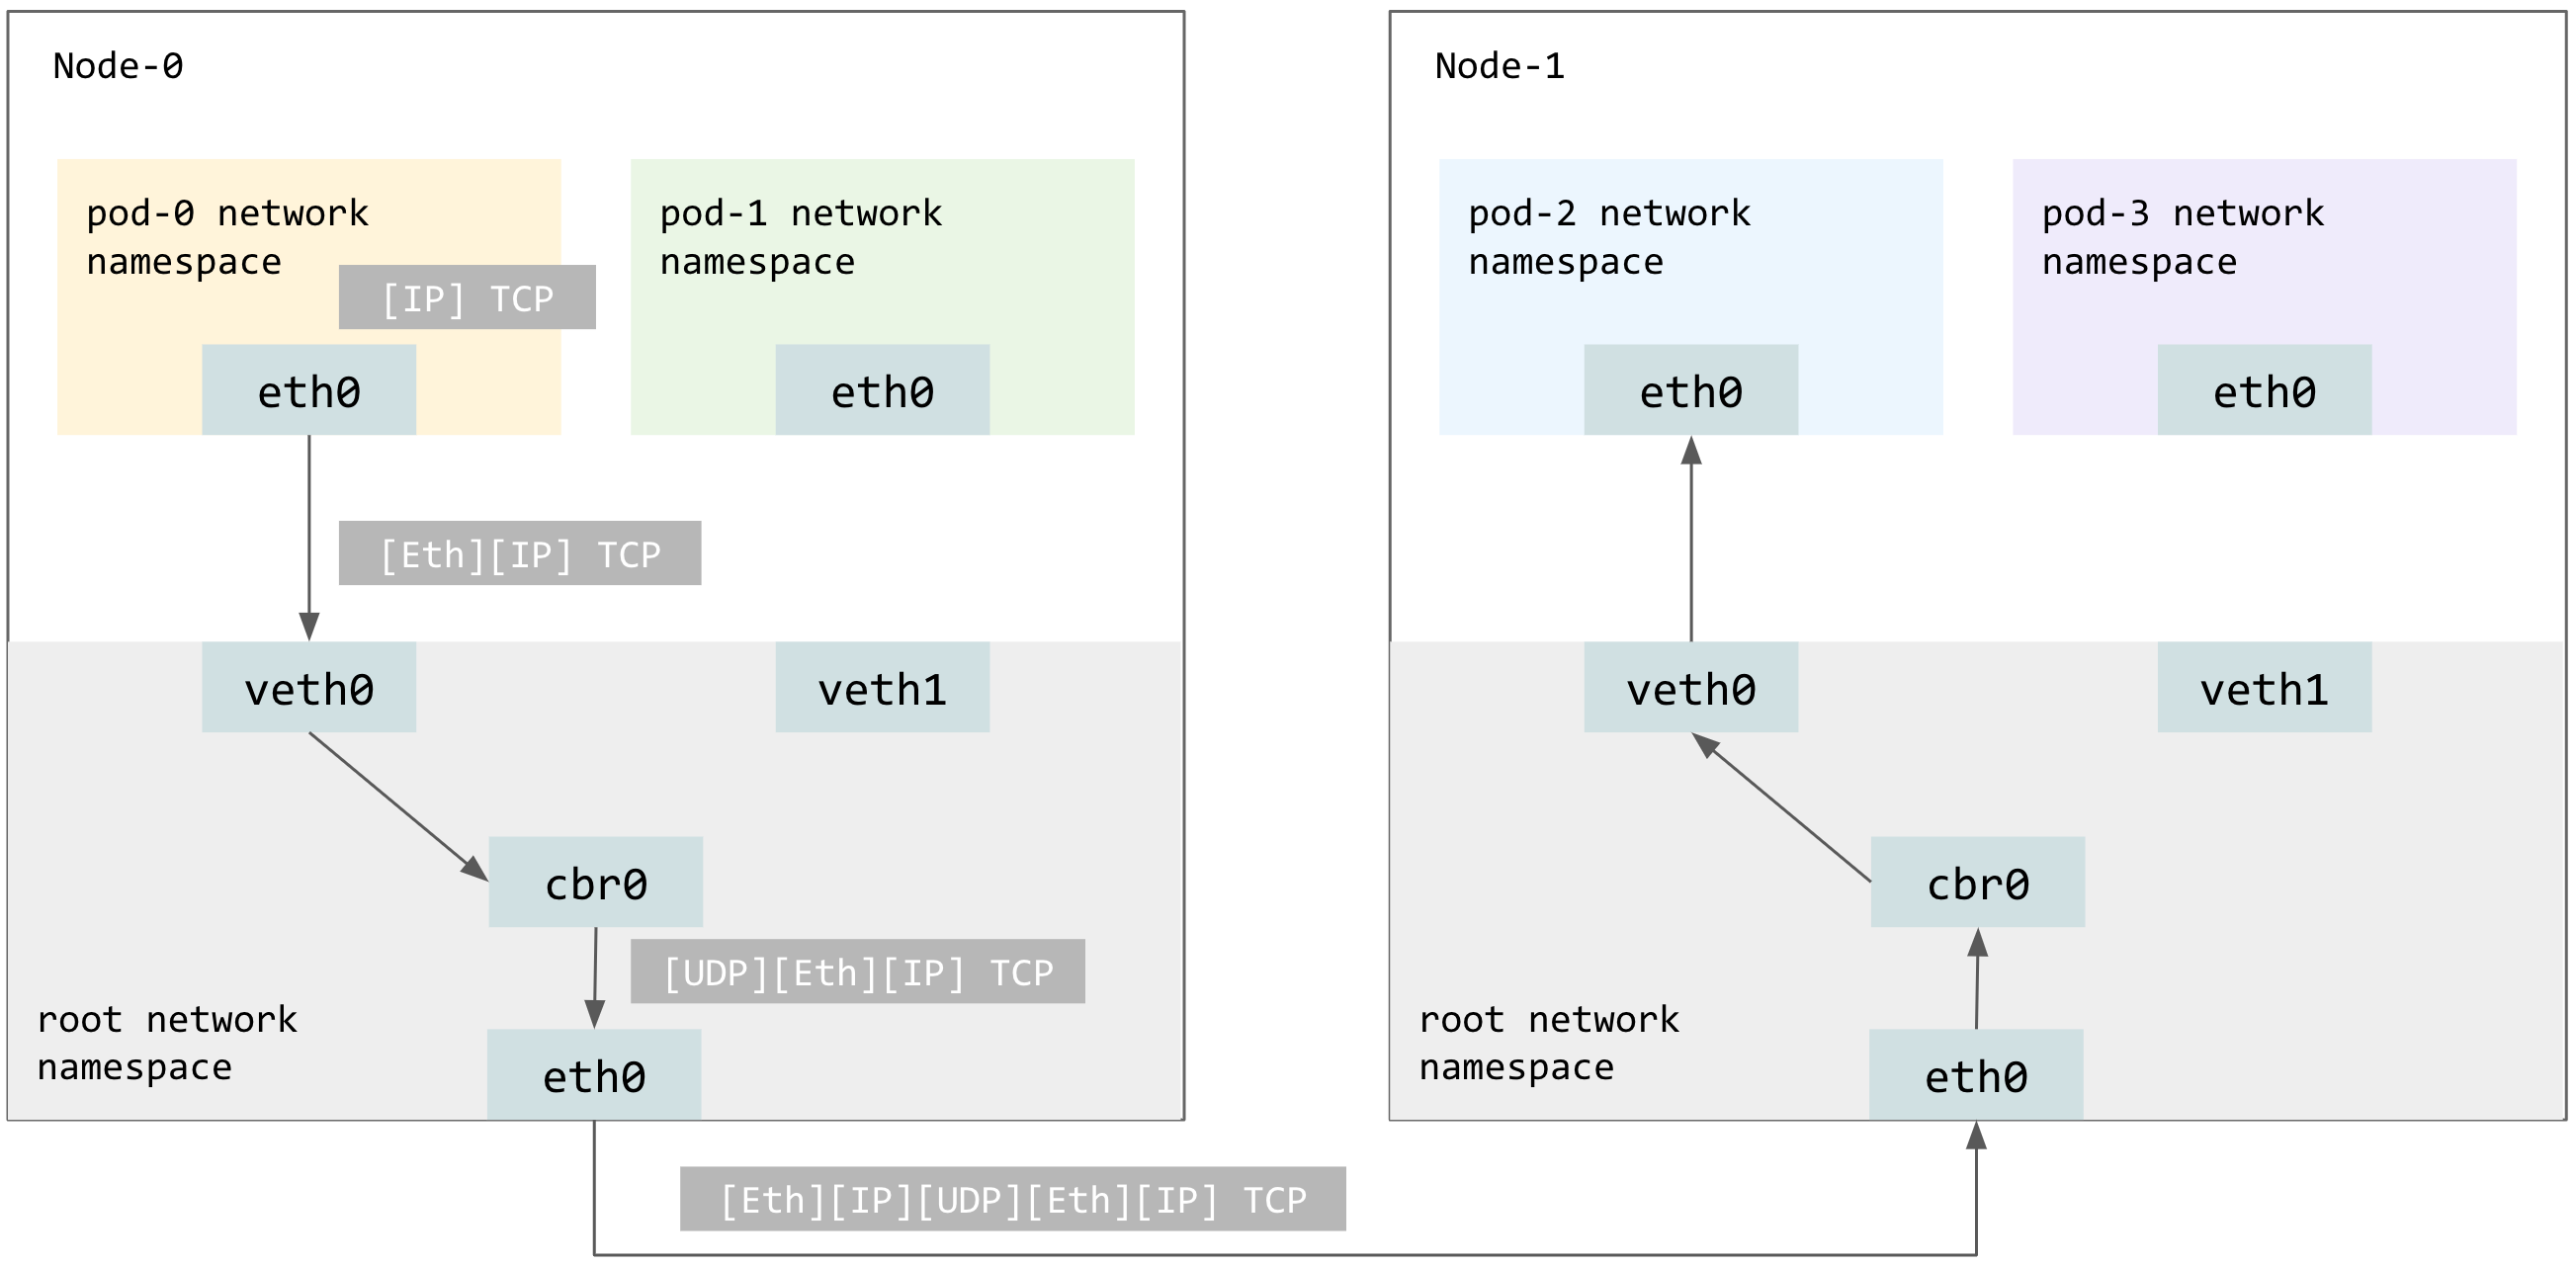 Node-0
pod-0 network
namespace
[IP] TCP
eth0
pod-1 network
namespace
eth0
[Eth][IP] TCP
veth0
veth1
cbr0
[UDP][Eth][IP] TCP
root network
namespace
eth0
[Eth][IP][UDP][Eth][IP] TCP
Node-1
pod-2 network
namespace
eth0
pod-3 network
namespace
eth0
veth0
veth1
cbr0
root network
namespace
eth0